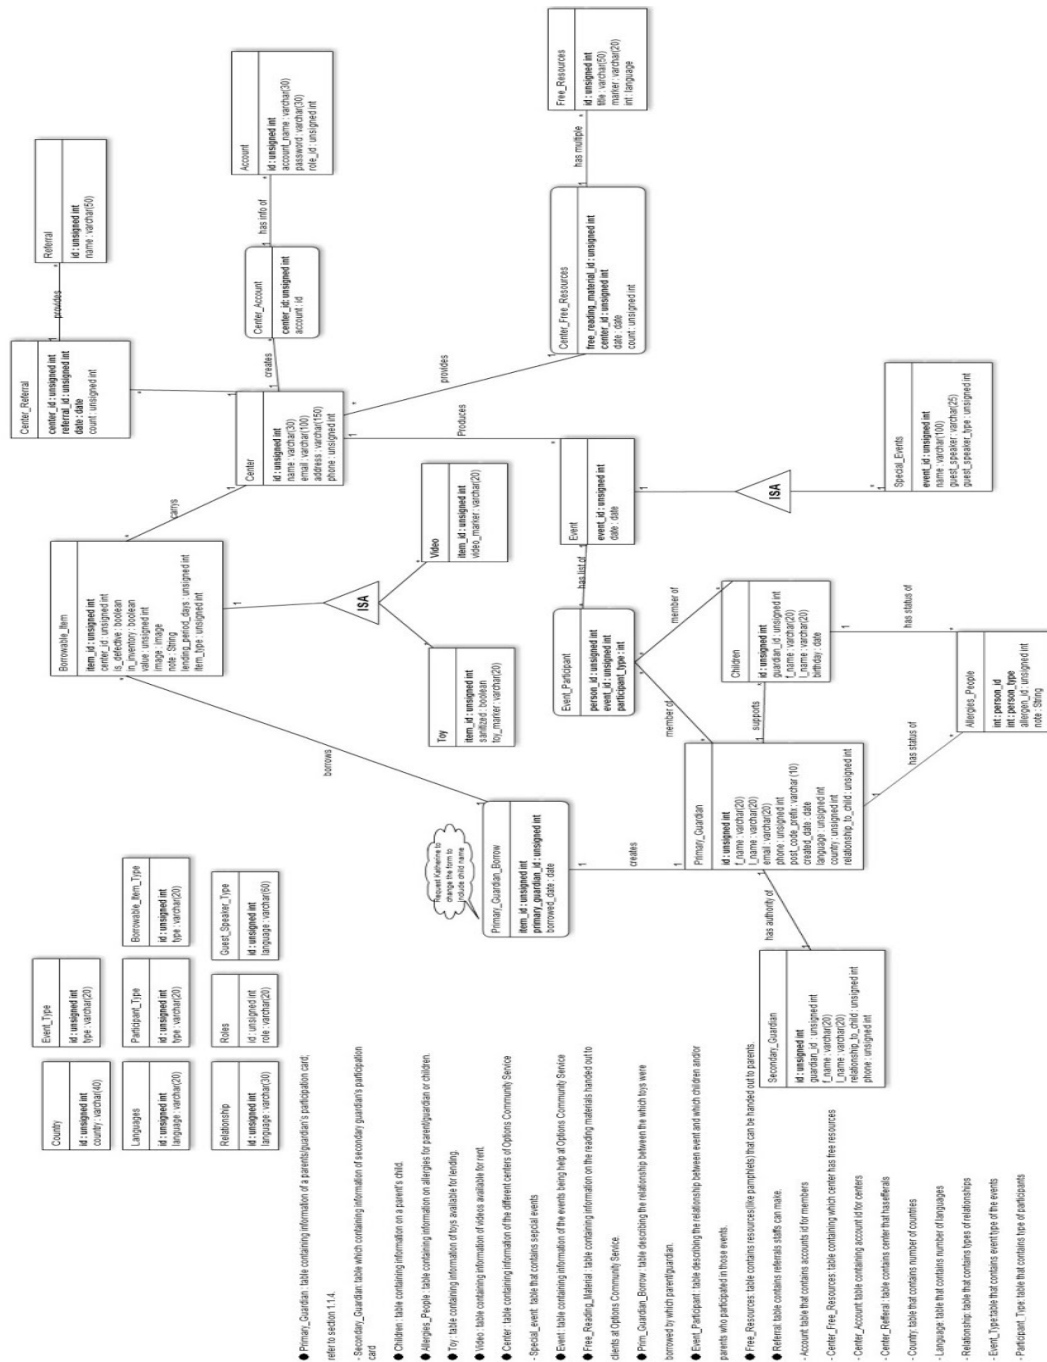 Country
id : unsigned int
country : varchar(40)
Event_Type
id : unsigned int
type : varchar(20)
Languages
id : unsigned int
language : varchar(20)
Participant_Type
id : unsigned int
type : varchar(20)
Borrowable_Item_Type
id : unsigned int
type : varchar(20)
Relationship
id : unsigned int
language : varchar(30)
Roles
id : unsigned int
role : varchar(20)
Guest_Speaker_Type
id : unsigned int
language : varchar(60)
Borrowable_Item
item_id : unsigned int
center_id : unsigned int
is_defective : boolean
in_inventory : boolean
value : unsigned int
image : image
note : String
lending_period_days : unsigned int
item_type : unsigned int
Center_Referral
center_id : unsigned int
referral_id : unsigned int
date : date
count : unsigned int
provides
1
*
Referral
id : unsigned int
name : varchar(50)
*
1
Center
id : unsigned int
name : varchar(30)
email : varchar(100)
address : varchar(150)
phone : unsigned int
creates
1
1
Center_Account
center_id: unsigned int
account : id
has info of
1
*
Account
id : unsigned int
account_name : varchar(30)
password : varchar(30)
role_id : unsigned int
carrys
*
1
provides
*
1
Center_Free_Resources
free_reading_material_id : unsigned int
center_id : unsigned int
date : date
count : unsigned int
has multiple
1
*
Free_Resources
id : unsigned int
title : varchar(50)
marker : varchar(20)
int : language
Produces
1
*
1
ISA
Toy
item_id : unsigned int
sanitized : boolean
toy_marker : varchar(20)
*
Video
item_id : unsigned int
video_marker : varchar(20)
*
borrows
*
1
Request Katherine to
change the form to
include child name
Primary_Guardian_Borrow
item_id : unsigned int
primary_guardian_id : unsigned int
borrowed_date : date
creates
1
1
Event_Participant
person_id : unsigned int
event_id : unsigned int
participant_type : int
has list of
1
Event
event_id : unsigned int
date : date
1
ISA
*
Special_Events
event_id : unsigned int
name : varchar(100)
guest_speaker : varchar(25)
guest_speaker_type : unsigned int
member of
*
member of
*
Primary_Guardian
id : unsigned int
f_name : varchar(20)
l_name : varchar(20)
email : varchar(20)
phone : unsigned int
post_code_prefix : varchar (10)
created_date : date
language : unsigned int
country : unsigned int
relationship_to_child : unsigned int
supports
1
*
Children
id : unsigned int
guardian_id : unsigned int
f_name : varchar(20)
l_name : varchar(20)
birthday : date
has authority of
1
1
Secondary_Guardian
id : unsigned int
guardian_id : unsigned int
f_name : varchar(20)
l_name : varchar(20)
relationship_to_child : unsigned int
phone : unsigned int
has status of
1
*
has status of
1
*
Allergies_People
int : person_id
int : person_type
allergen_id : unsigned int
note : String
● Primary_Guardian : table containing information of a parents/guardian's participation card;
refer to section 1.1.4.
- Secondary_Guardian: table which containing information of secondary guardian's participation
card
● Children: table containing information on a parent's child.
● Allergies_People : table containing information on allergies for parent/guardian or children.
● Toy : table containing information of toys available for lending.
● Video : table containing information of videos available for rent.
● Center : table containing information of the different centers of Options Community Service
- Special_event : table that contains sepcial events
● Event : table containing information of the events being help at Options Community Service
● Free_Reading_Material : table containing information on the reading materials handed out to
clients at Options Community Service.
● Prim_Guardian_Borrow : table describing the relationship between the which toys were
borrowed by which parent/guardian.
● Event_Participant : table describing the relationship between event and which children and/or
parents who participated in those events.
● Free_Resources : table contains resources(like pamphlets) that can be handed out to parents
● Referral: table contains referrals staffs can make.
- Account table that contains accounts id for members
- Center_Free_Resources: table containing which center has free resources
- Center_Account table containing account id for centers
- Center_Refferal : table contains center that has efferals
- Country: table that contains number of countries
- Language: table that contains number of languages
- Relationship: table that contains types of relationships
- Event_Type:table that contains event type of the events
- Participant_Type: table that contains type of participants